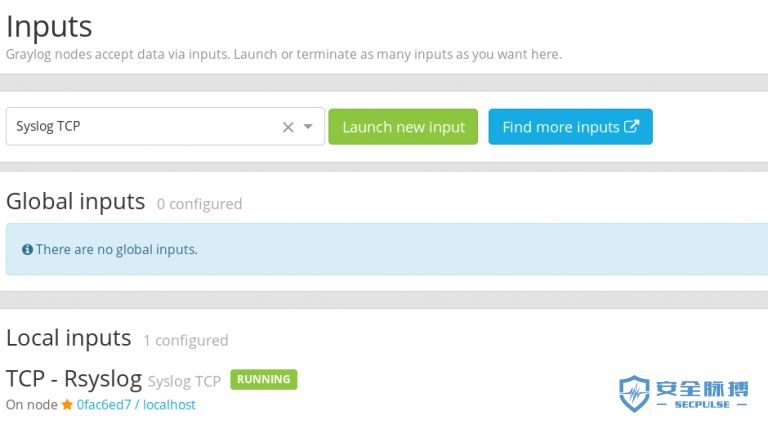 Inputs
Graylog nodes accept data via inputs. Launch or terminate as many inputs as you want here.
Syslog TCP
Launch new input
Find more inputs
Global inputs 0 configured
There are no global inputs.
Local inputs 1 configured
TCP - Rsyslog Syslog TCP RUNNING
On node 0fac6ed7 / localhost
安全脉搏
SECPULSE